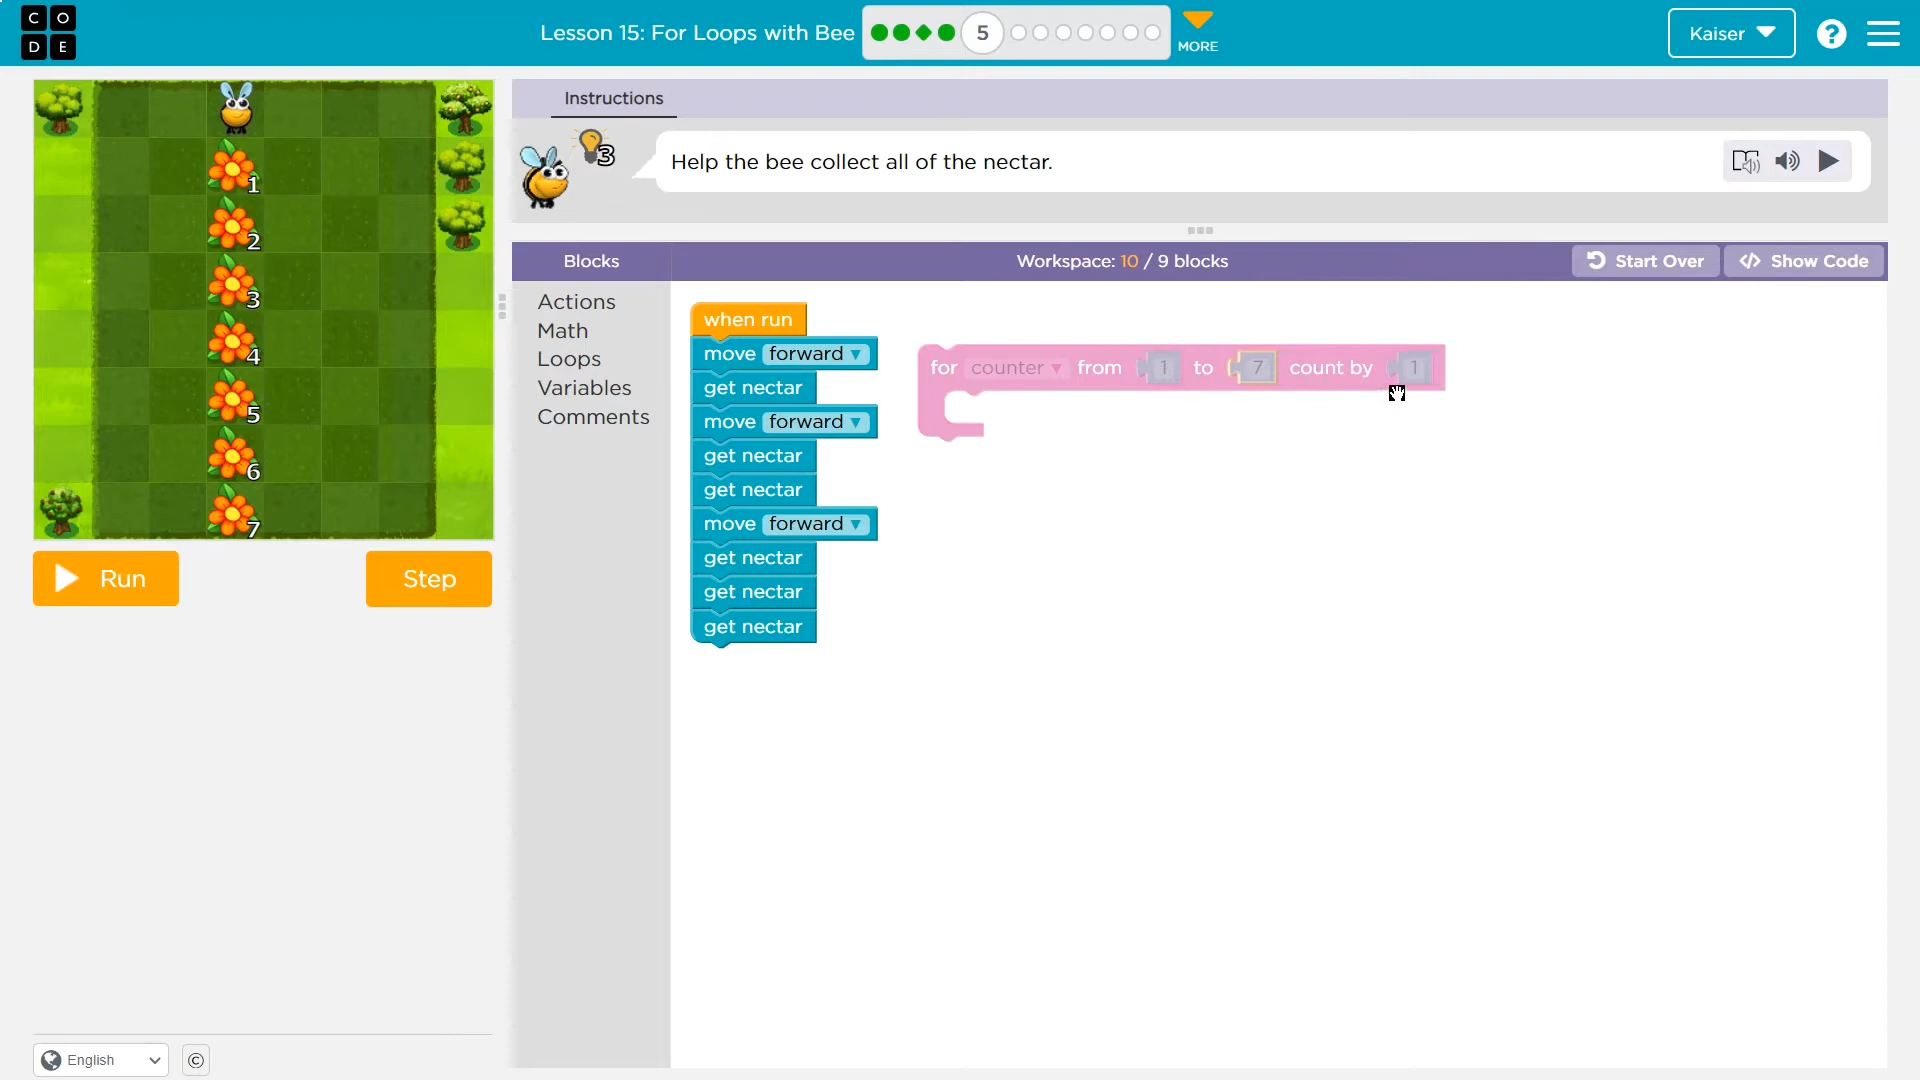 C O
D E
Lesson 15: For Loops with Bee
5
MORE
Kaiser
?
1
2
3
4
5
6
7
Run
Step
English
©
Instructions
3
Help the bee collect all of the nectar.
Blocks
Workspace: 10 / 9 blocks
Start Over
</> Show Code
Actions
Math
Loops
Variables
Comments
when run
move forward
get nectar
move forward
get nectar
get nectar
move forward
get nectar
get nectar
get nectar
for counter from 1 to 7 count by 1